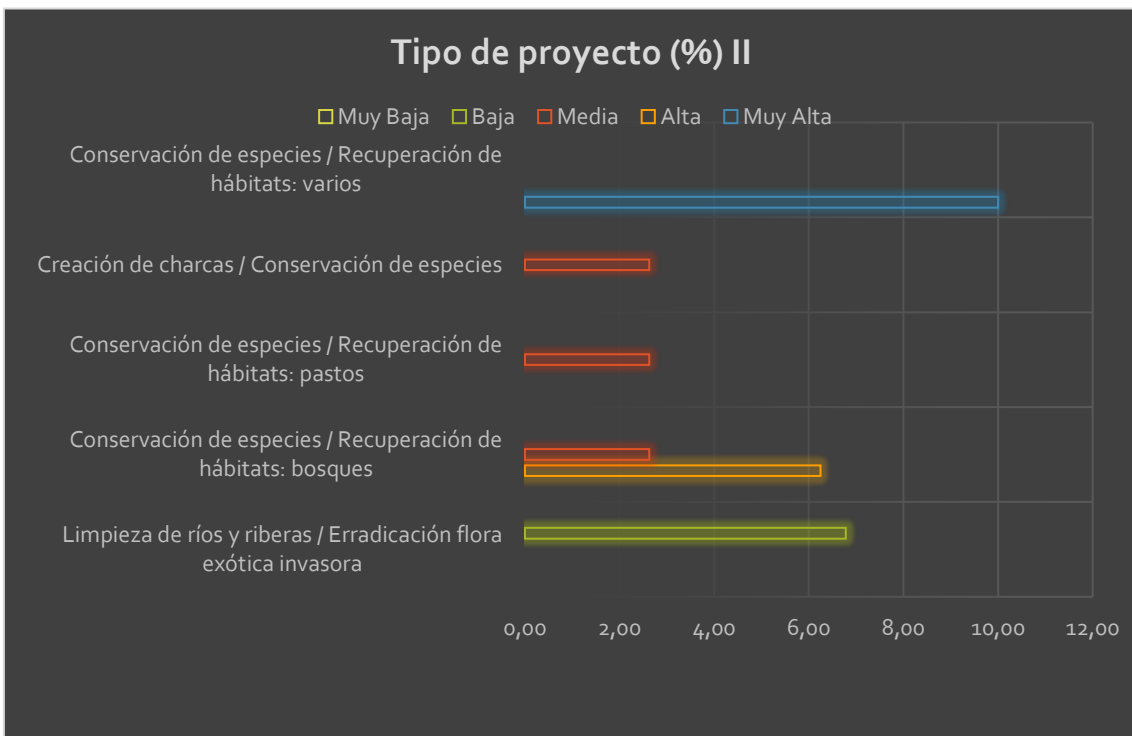 Tipo de proyecto (%) II
Muy Baja Baja Media Alta Muy Alta
Conservación de especies / Recuperación de
hábitats: varios
Creación de charcas / Conservación de especies
Conservación de especies / Recuperación de
hábitats: pastos
Conservación de especies / Recuperación de
hábitats: bosques
Limpieza de ríos y riberas / Erradicación flora
exótica invasora
0,00 2,00 4,00 6,00 8,00 10,00 12,00